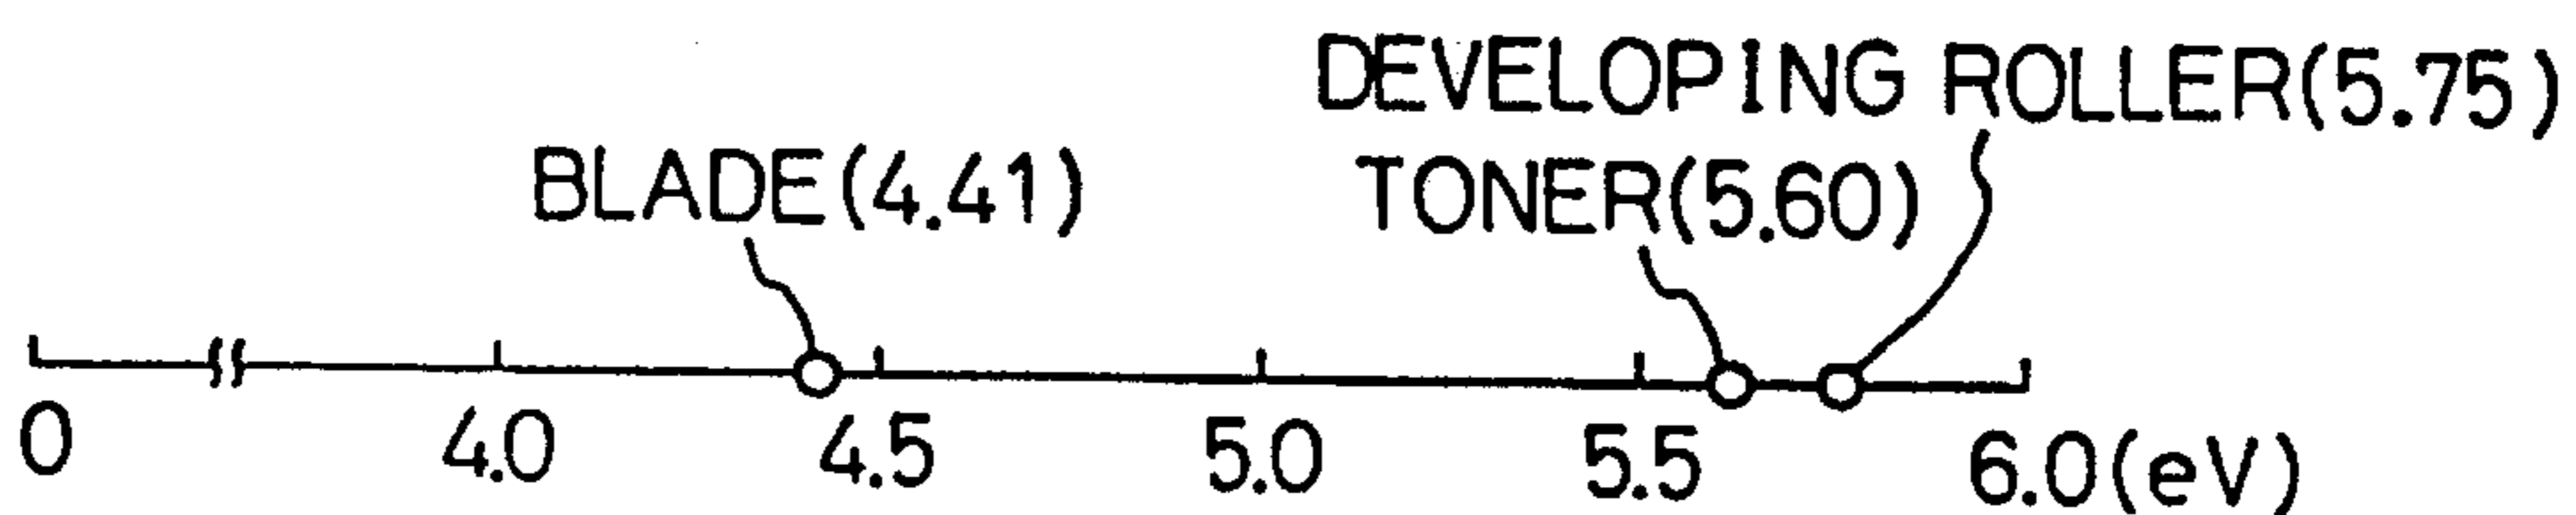 DEVELOPING ROLLER(5.75)
BLADE(4.41)
TONER(5.60)
0
4.0
4.5
5.0
5.5
6.0(eV)